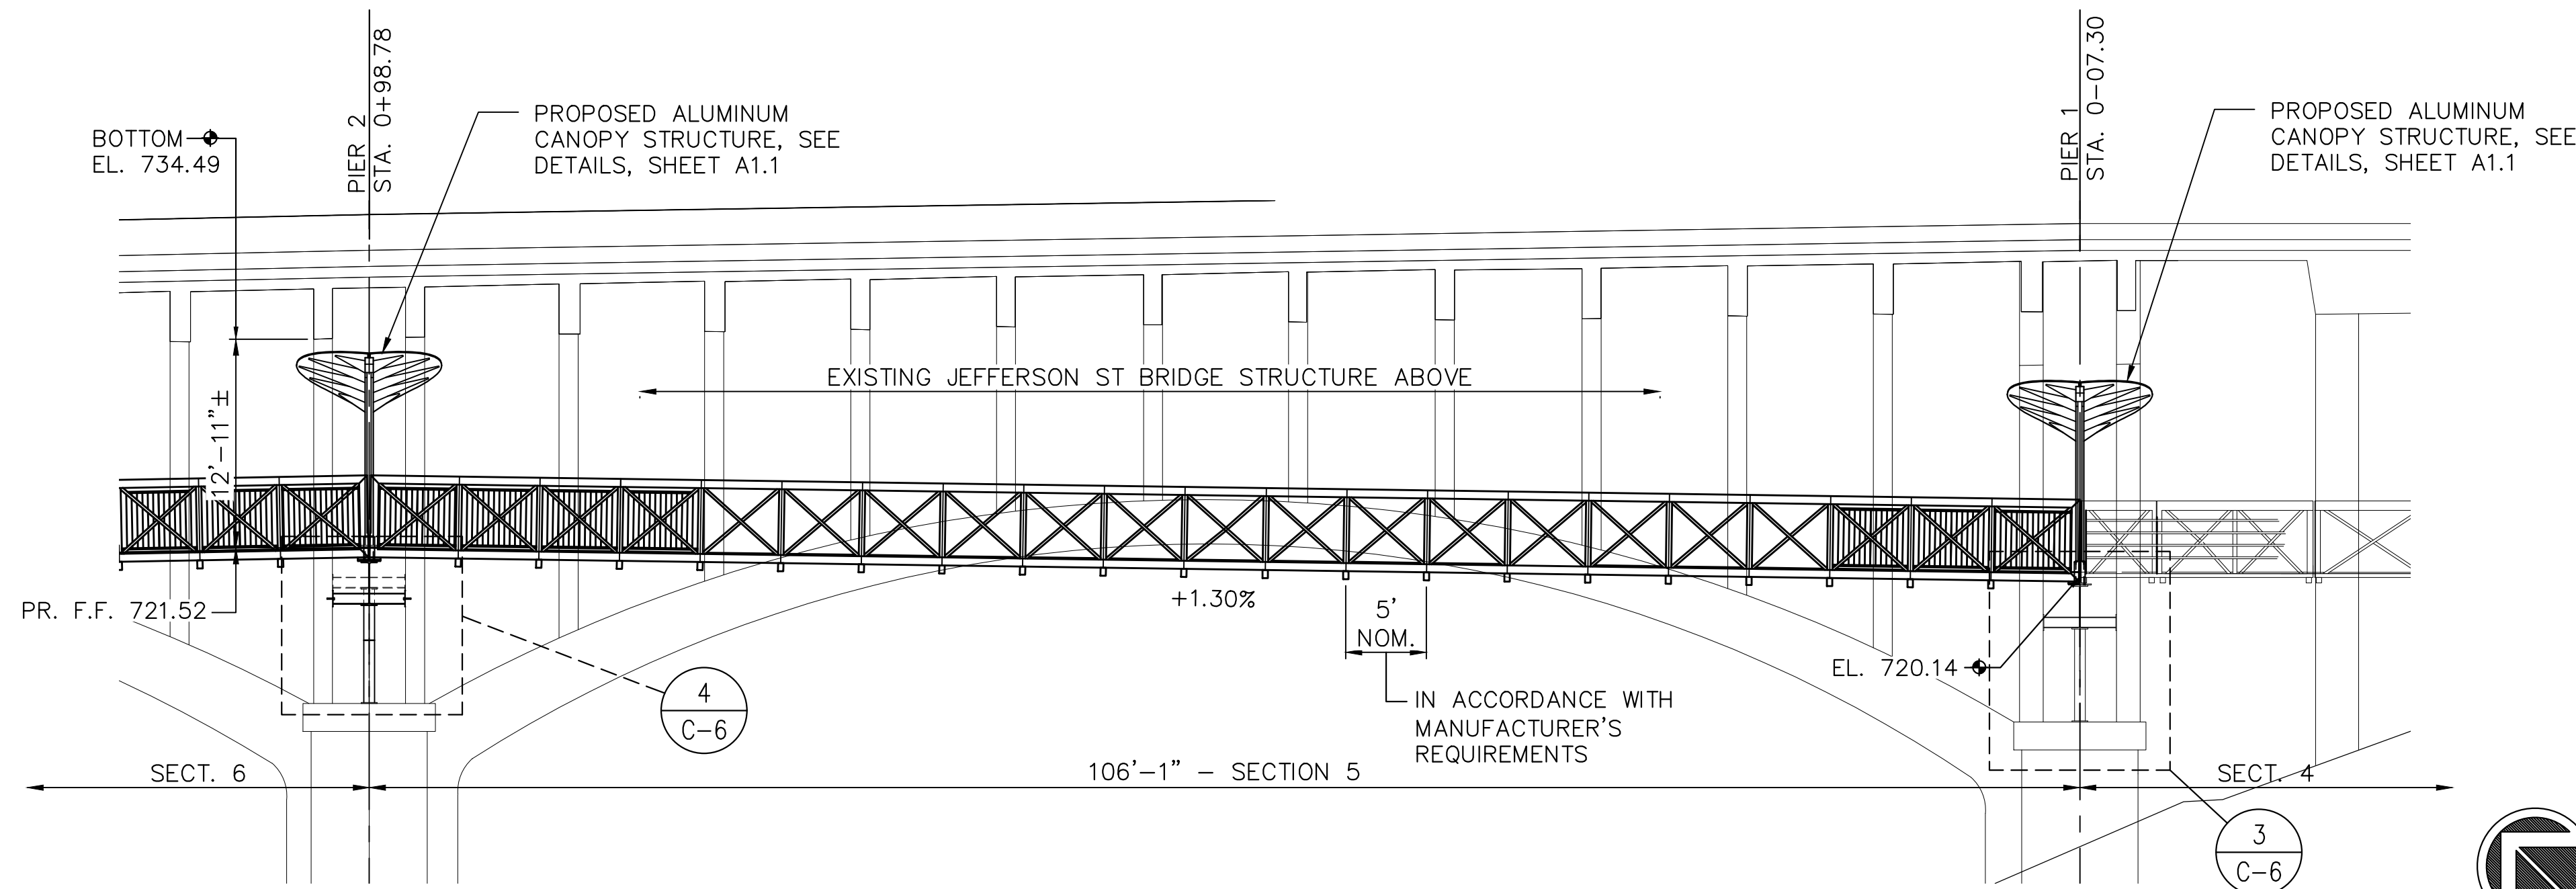 PIER 2
STA. 0+98.78
PROPOSED ALUMINUM
CANOPY STRUCTURE, SEE
DETAILS, SHEET A1.1
BOTTOM
EL. 734.49
PIER 1
STA. 0-07.30
PROPOSED ALUMINUM
CANOPY STRUCTURE, SEE
DETAILS, SHEET A1.1
EXISTING JEFFERSON ST BRIDGE STRUCTURE ABOVE
12'-11"±
PR. F.F. 721.52
+1.30%
5'
NOM.
EL. 720.14
IN ACCORDANCE WITH
MANUFACTURER'S
REQUIREMENTS
4
C-6
SECT. 6
106'-1" - SECTION 5
SECT. 4
3
C-6